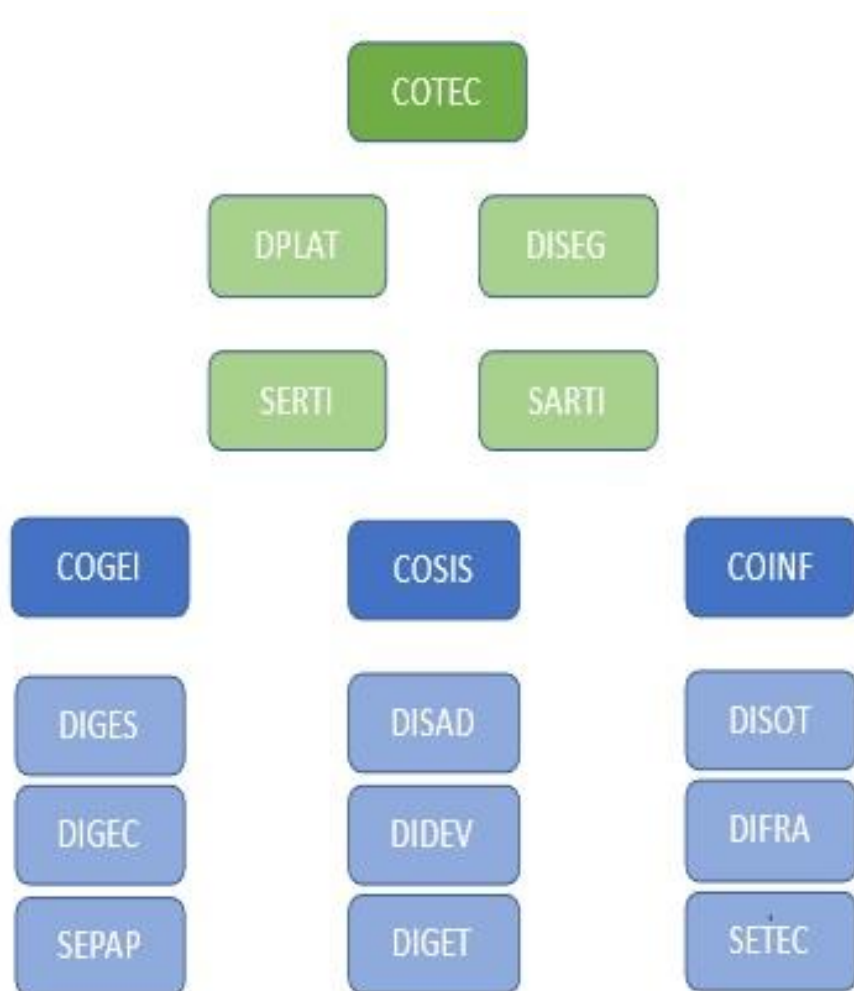 COTEC
DPLAT
DISEG
SERTI
SARTI
COGEI
COSIS
COINF
DIGES
DISAD
DISOT
DIGEC
DIDEV
DIFRA
SEPAP
DIGET
SETEC